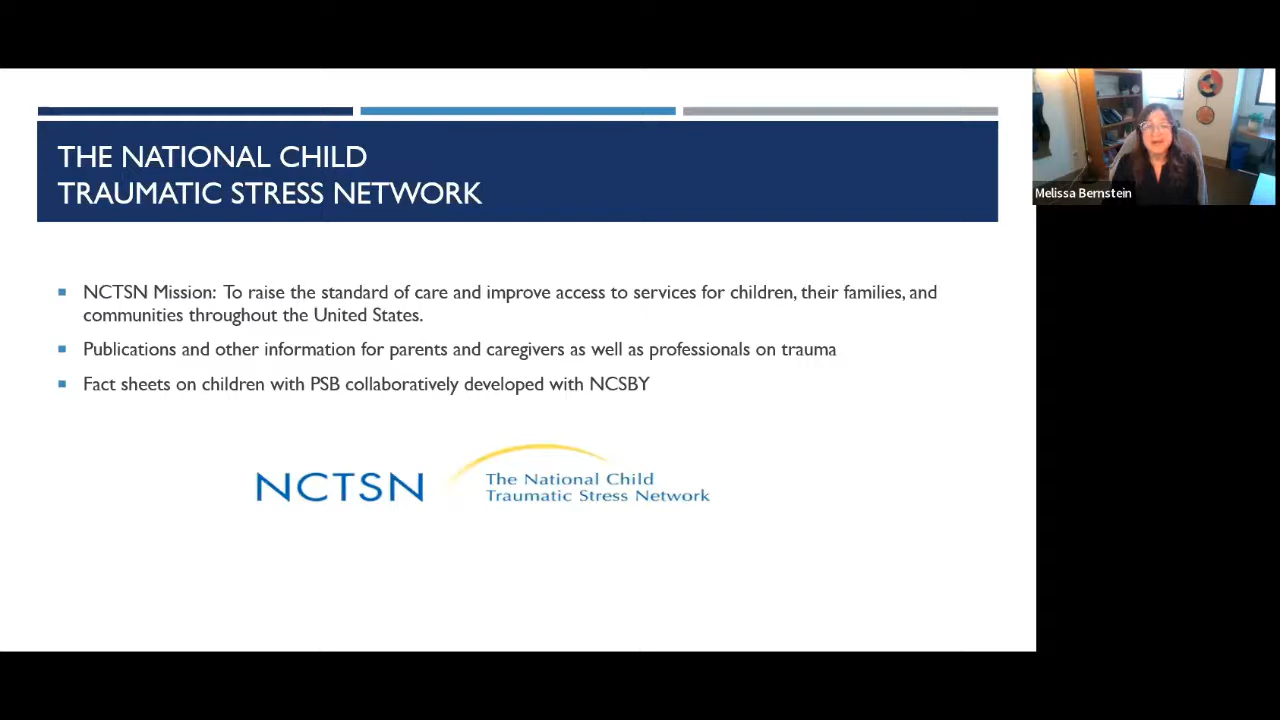 THE NATIONAL CHILD
TRAUMATIC STRESS NETWORK
NCTSN Mission: To raise the standard of care and improve access to services for children, their families, and
communities throughout the United States.
Publications and other information for parents and caregivers as well as professionals on trauma
Fact sheets on children with PSB collaboratively developed with NCSBY
NCTSN
The National Child
Traumatic Stress Network
Melissa Bernstein